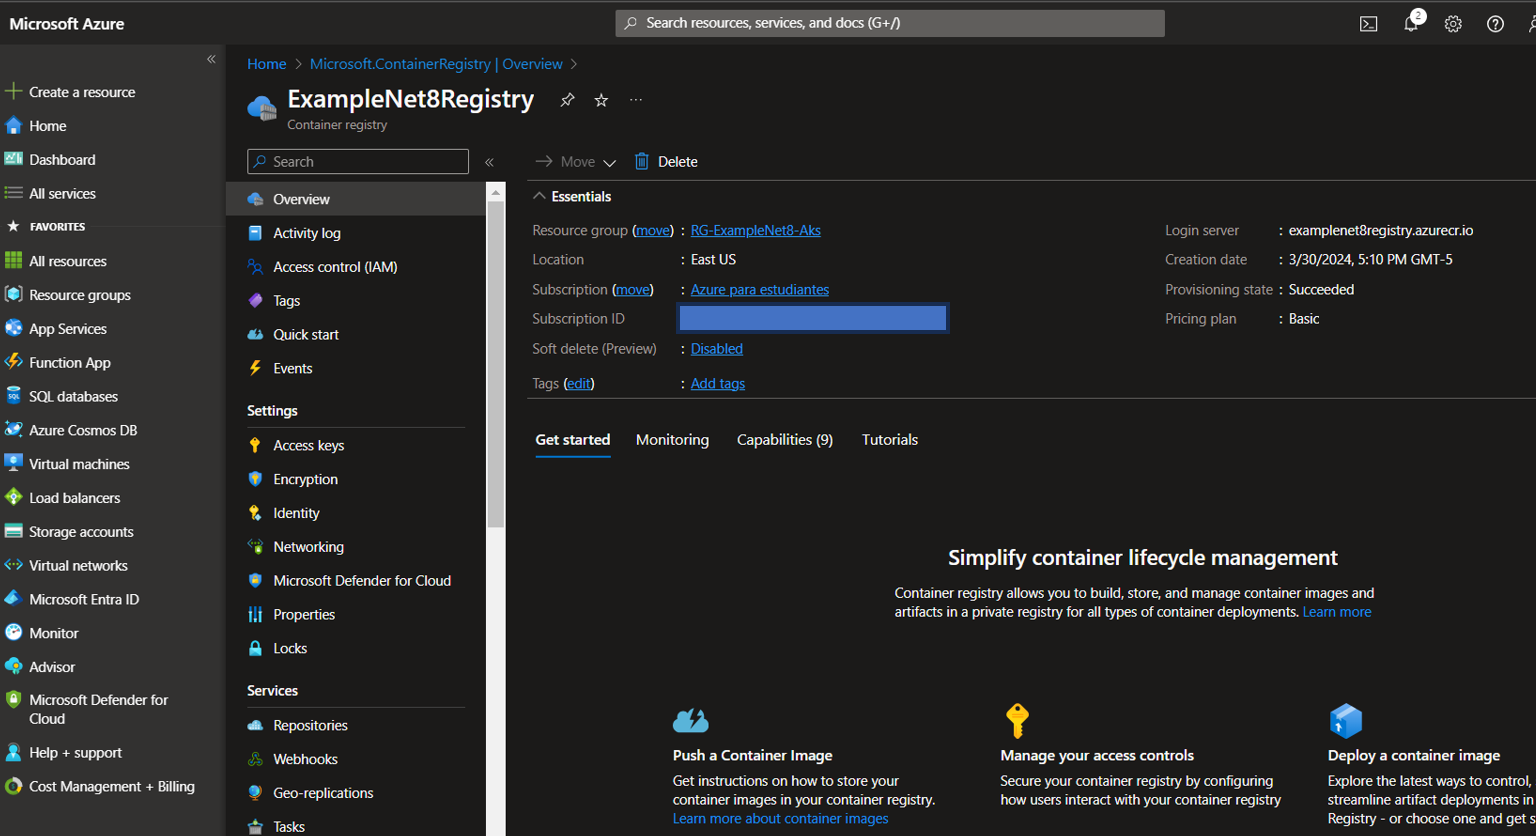 Microsoft Azure
Search resources, services, and docs (G+/)
2
Create a resource
Home
Dashboard
All services
FAVORITES
All resources
Resource groups
App Services
Function App
SQL databases
Azure Cosmos DB
Virtual machines
Load balancers
Storage accounts
Virtual networks
Microsoft Entra ID
Monitor
Advisor
Microsoft Defender for
Cloud
Help + support
Cost Management + Billing
Home > Microsoft.ContainerRegistry | Overview >
ExampleNet8Registry
Container registry
Search
Overview
Activity log
Access control (IAM)
Tags
Quick start
Events
Settings
Access keys
Encryption
Identity
Networking
Microsoft Defender for Cloud
Properties
Locks
Services
Repositories
Webhooks
Geo-replications
Tasks
Move
Delete
Essentials
Resource group (move) : RG-ExampleNet8-Aks
Location : East US
Subscription (move) : Azure para estudiantes
Subscription ID
Soft delete (Preview) : Disabled
Tags (edit) : Add tags
Login server : examplenet8registry.azurecr.io
Creation date : 3/30/2024, 5:10 PM GMT-5
Provisioning state : Succeeded
Pricing plan : Basic
Get started Monitoring Capabilities (9) Tutorials
Simplify container lifecycle management
Container registry allows you to build, store, and manage container images and
artifacts in a private registry for all types of container deployments. Learn more
Push a Container Image
Get instructions on how to store your
container images in your container registry.
Learn more about container images
Manage your access controls
Secure your container registry by configuring
how users interact with your container registry
Deploy a container image
Explore the latest ways to control,
streamline artifact deployments in
Registry - or choose one and get s